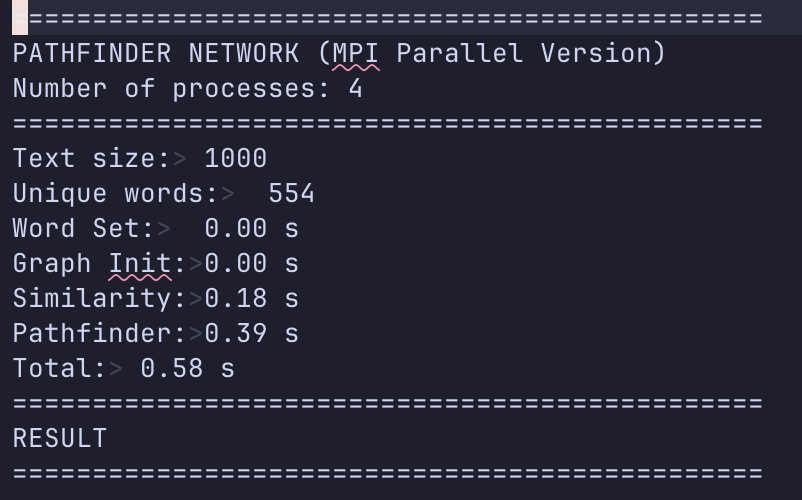 ===============================================
PATHFINDER NETWORK (MPI Parallel Version)
Number of processes: 4
===============================================
Text size:> 1000
Unique words:>  554
Word Set:>  0.00 s
Graph Init:>0.00 s
Similarity:>0.18 s
Pathfinder:>0.39 s
Total:> 0.58 s
===============================================
RESULT
===============================================